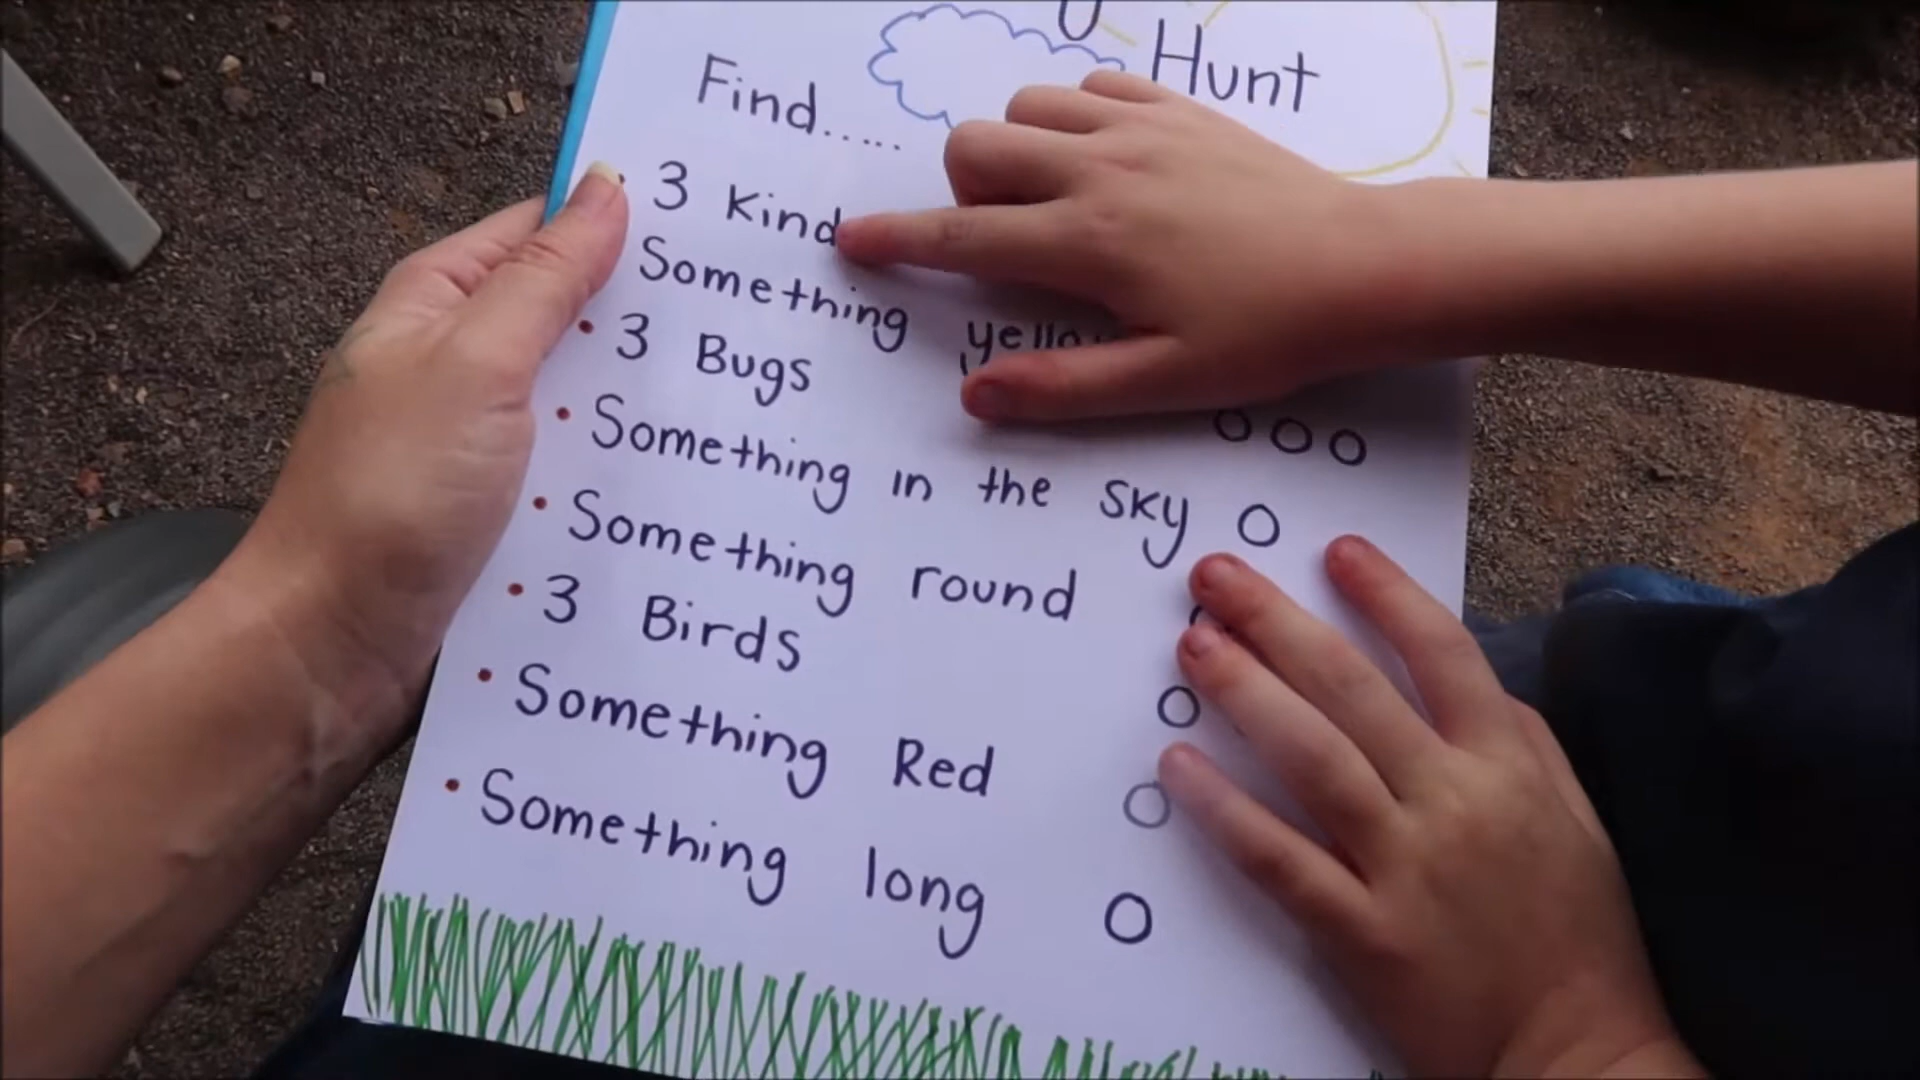 Hunt
Find.....
3 Kind
Something
3 Bugs
Something in the sky
Something round
3 Birds
Something Red
Something long